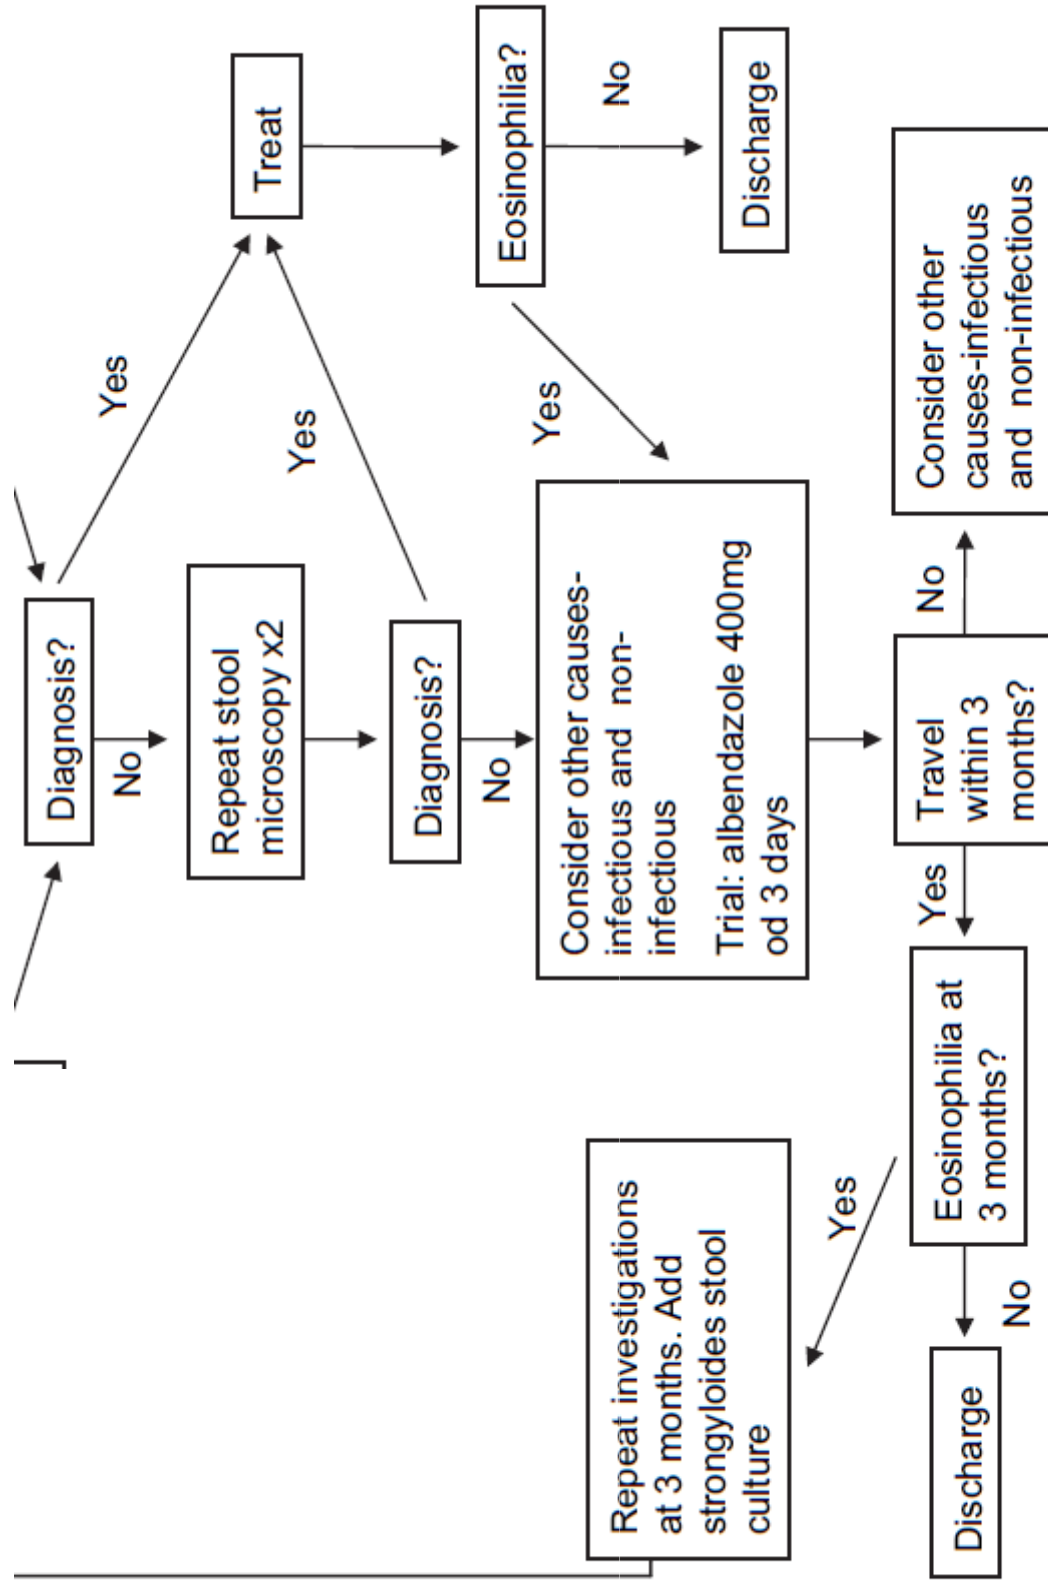 Diagnosis?
Yes
No
Repeat stool
microscopy x2
Yes
Treat
Diagnosis?
No
Eosinophilia?
Yes
No
Discharge
Consider other causes-
infectious and non-
infectious
Trial: albendazole 400mg
od 3 days
Travel
within 3
months?
No
Consider other
causes-infectious
and non-infectious
Yes
Eosinophilia at
3 months?
Yes
Repeat investigations
at 3 months. Add
strongyloides stool
culture
No
Discharge